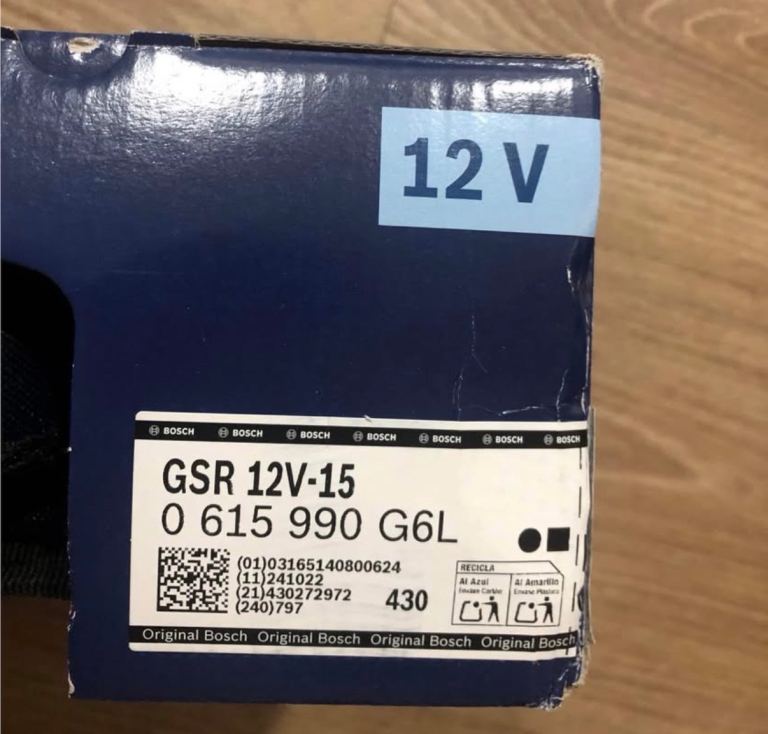 12 V
BOSCH BOSCH BOSCH BOSCH BOSCH BOSCH BOSCH
GSR 12V-15
0 615 990 G6L
(01)03165140800624
(11)241022
(21)430272972
(240)797
430
RECICLA
Al Azul
Envase Cartón
Al Amarillo
Envase Plástico
Original Bosch Original Bosch Original Bosch Original Bosch